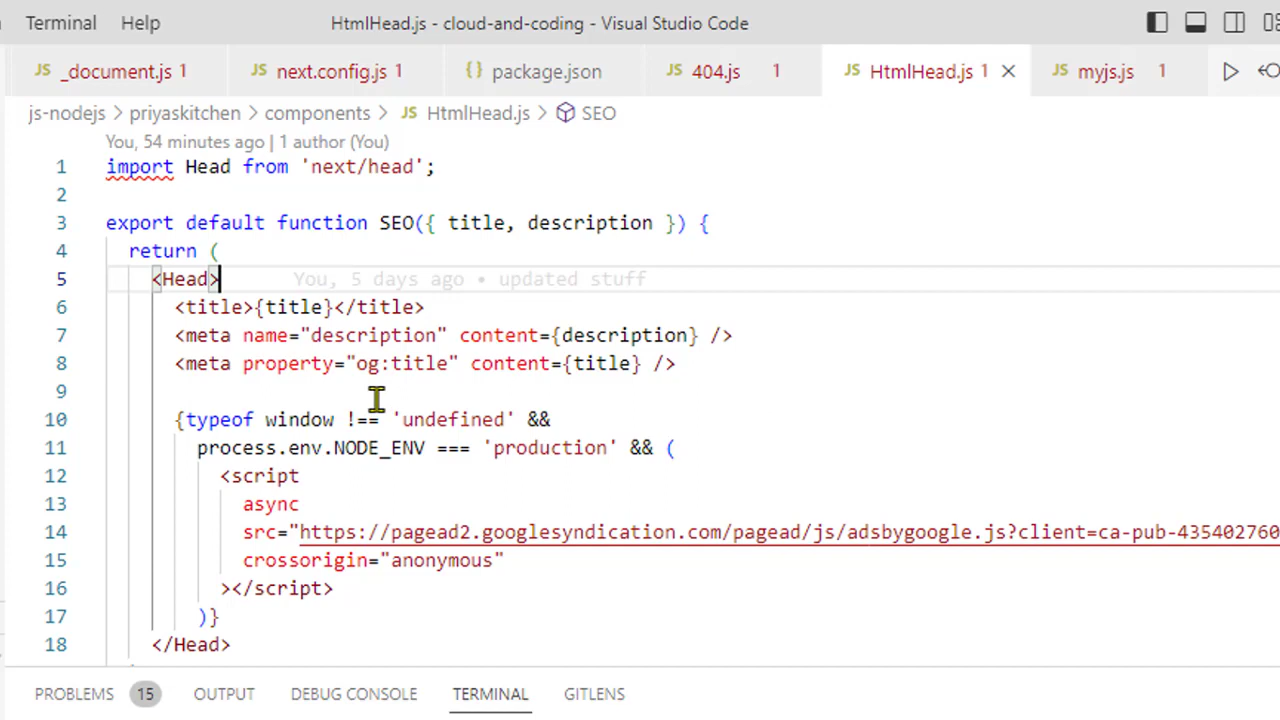 Terminal Help HtmlHead.js - cloud-and-coding - Visual Studio Code
JS _document.js 1 JS next.config.js 1 {} package.json JS 404.js 1 JS HtmlHead.js 1 JS myjs.js 1
js-nodejs > priyaskitchen > components > JS HtmlHead.js > SEO
You, 54 minutes ago | 1 author (You)
1 import Head from 'next/head';
2
3 export default function SEO({ title, description }) {
4 return (
5 <Head> You, 5 days ago • updated stuff
6 <title>{title}</title>
7 <meta name="description" content={description} />
8 <meta property="og:title" content={title} />
9
10 {typeof window !== 'undefined' &&
11 process.env.NODE_ENV === 'production' && (
12 <script
13 async
14 src="https://pagead2.googlesyndication.com/pagead/js/adsbygoogle.js?client=ca-pub-435402760
15 crossorigin="anonymous"
16 ></script>
17 )}
18 </Head>
PROBLEMS 15 OUTPUT DEBUG CONSOLE TERMINAL GITLENS